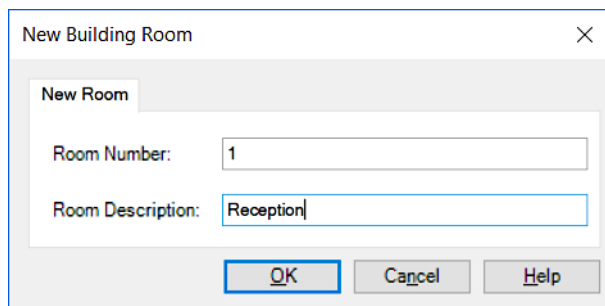 New Building Room
New Room
Room Number: 1
Room Description: Reception
OK Cancel Help